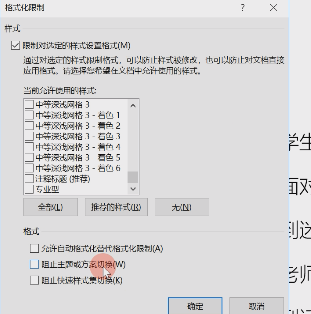 格式化限制
?
样式
限制对选定的样式设置格式(M)
通过对选定的样式限制格式，可以防止样式被修改，也可以防止对文档直接
应用格式。请选择您希望在文档中允许使用的样式。
当前允许使用的样式:
中等深浅网格 3
中等深浅网格 3 - 着色 1
中等深浅网格 3 - 着色 2
中等深浅网格 3 - 着色 3
中等深浅网格 3 - 着色 4
中等深浅网格 3 - 着色 5
中等深浅网格 3 - 着色 6
注释标题 (推荐)
专业型
全部(L) 推荐的样式(R) 无(N)
格式
允许自动格式化替代格式化限制(A)
阻止主题或方案切换(W)
阻止快速样式集切换(K)
确定 取消
学生
面对
到这
老师